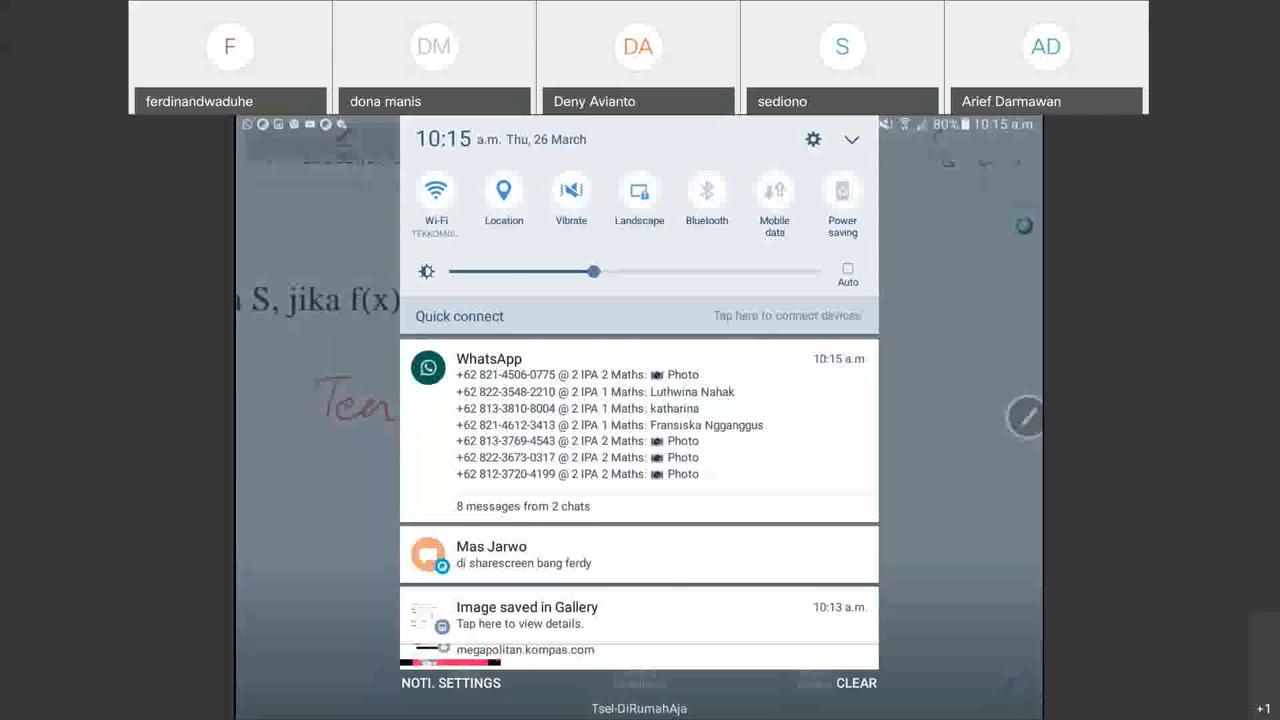 F
DM
DA
S
AD
ferdinandwaduhe
dona manis
Deny Avianto
sediono
Arief Darmawan
80% 10:15 a.m
10:15 a.m. Thu, 26 March
Wi-Fi
Location
Vibrate
Landscape
Bluetooth
Mobile data
Power saving
Auto
Quick connect
Tap here to connect devices.
S, jika f(x)
WhatsApp
10:15 a.m
+62 821-4506-0775 @ 2 IPA 2 Maths: 📷 Photo
+62 822-3548-2210 @ 2 IPA 1 Maths: Luthwina Nahak
+62 813-3810-8004 @ 2 IPA 1 Maths: katharina
+62 821-4612-3413 @ 2 IPA 1 Maths: Fransiska Ngganggus
+62 813-3769-4543 @ 2 IPA 2 Maths: 📷 Photo
+62 822-3673-0317 @ 2 IPA 2 Maths: 📷 Photo
+62 812-3720-4199 @ 2 IPA 2 Maths: 📷 Photo
8 messages from 2 chats
Mas Jarwo
di sharescreen bang ferdy
Image saved in Gallery
10:13 a.m.
Tap here to view details.
megapolitan.kompas.com
NOTI. SETTINGS
CLEAR
Tsel-DiRumahAja
+1